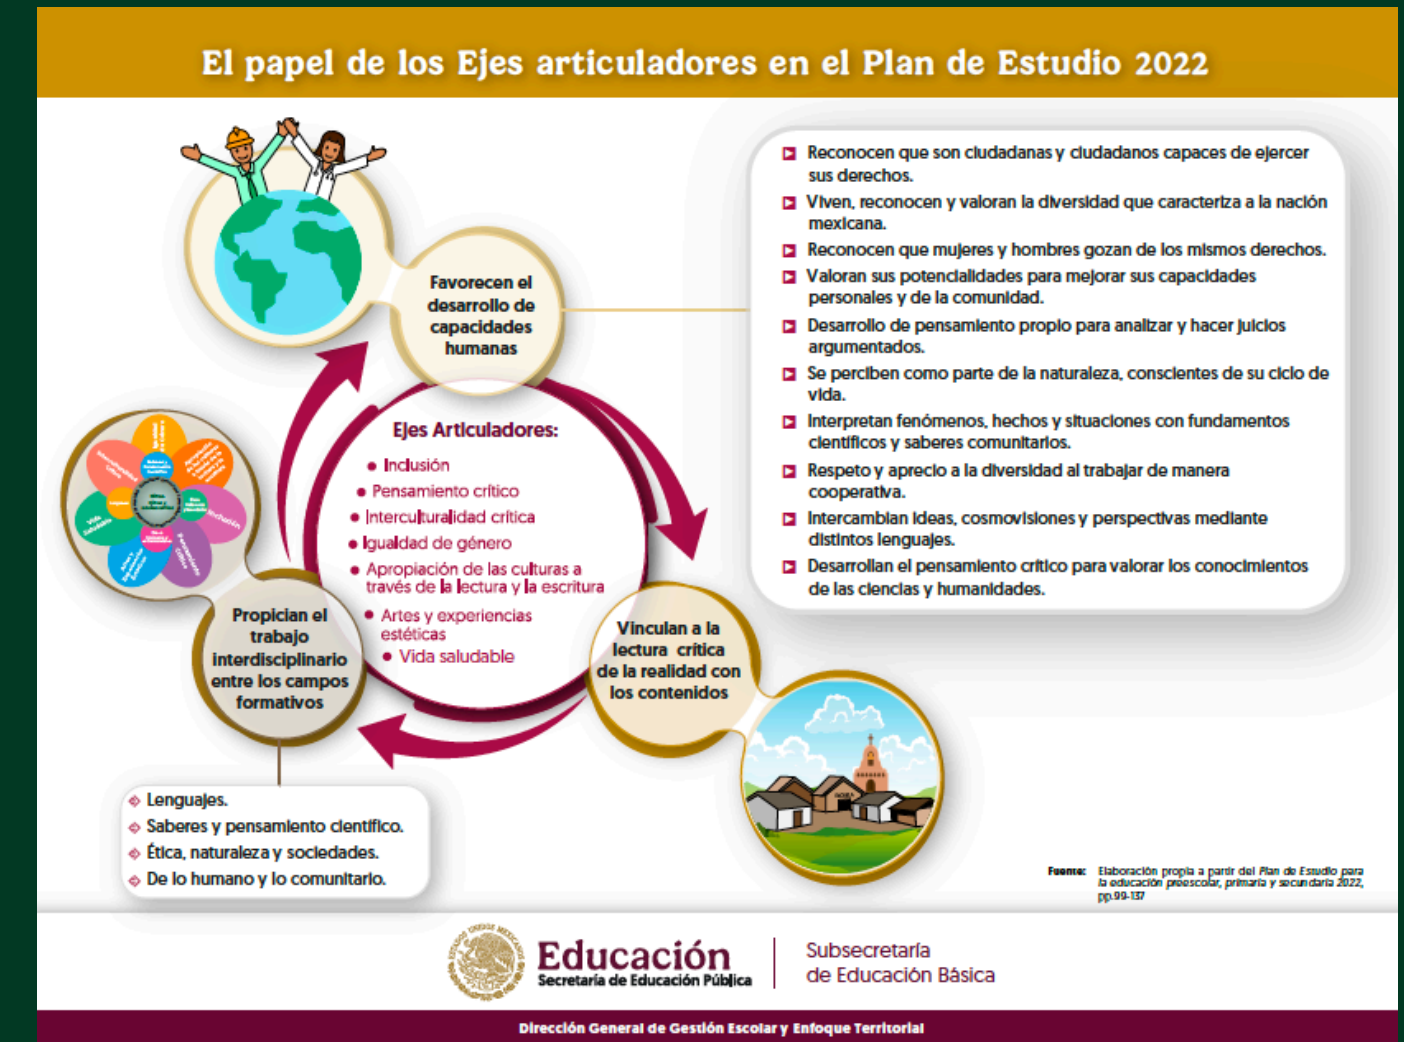 El papel de los Ejes articuladores en el Plan de Estudio 2022
Favorecen el
desarrollo de
capacidades
humanas
Reconocen que son ciudadanas y ciudadanos capaces de ejercer
sus derechos.
Viven, reconocen y valoran la diversidad que caracteriza a la nación
mexicana.
Reconocen que mujeres y hombres gozan de los mismos derechos.
Valoran sus potencialidades para mejorar sus capacidades
personales y de la comunidad.
Desarrollo de pensamiento propio para analizar y hacer juicios
argumentados.
Se perciben como parte de la naturaleza, conscientes de su ciclo de
vida.
Interpretan fenómenos, hechos y situaciones con fundamentos
científicos y saberes comunitarios.
Respeto y aprecio a la diversidad al trabajar de manera
cooperativa.
Intercambian ideas, cosmovisiones y perspectivas mediante
distintos lenguajes.
Desarrollan el pensamiento crítico para valorar los conocimientos
de las ciencias y humanidades.
Ejes Articuladores:
Inclusión
Pensamiento crítico
Interculturalidad crítica
Igualdad de género
Apropiación de las culturas a
través de la lectura y la escritura
Artes y experiencias
estéticas
Vida saludable
Interculturalidad
Crítica
Inclusión
Pensamiento
Crítico
Vida
Saludable
Propician el
trabajo
interdisciplinario
entre los campos
formativos
Vinculan a la
lectura crítica
de la realidad con
los contenidos
Lenguajes.
Saberes y pensamiento científico.
Ética, naturaleza y sociedades.
De lo humano y lo comunitario.
Fuente: Elaboración propia a partir del Plan de Estudio para
la educación preescolar, primaria y secundaria 2022,
pp.99-137
ESTADOS UNIDOS MEXICANOS
Educación
Secretaría de Educación Pública
Subsecretaría
de Educación Básica
Dirección General de Gestión Escolar y Enfoque Territorial